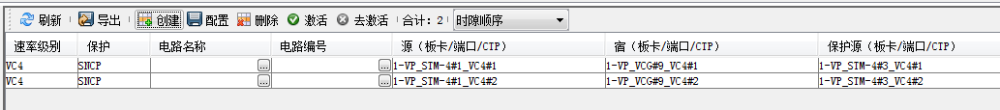 刷新 导出 创建 配置 删除 激活 去激活 合计: 2 时隙顺序
速率级别 保护 电路名称 电路编号 源（板卡/端口/CTP） 宿（板卡/端口/CTP） 保护源（板卡/端口/CTP）
VC4 SNCP ... ... 1-VP_STM-4#1_VC4#1 1-VP_VCG#9_VC4#1 1-VP_STM-4#3_VC4#1
VC4 SNCP ... ... 1-VP_STM-4#1_VC4#2 1-VP_VCG#9_VC4#2 1-VP_STM-4#3_VC4#2